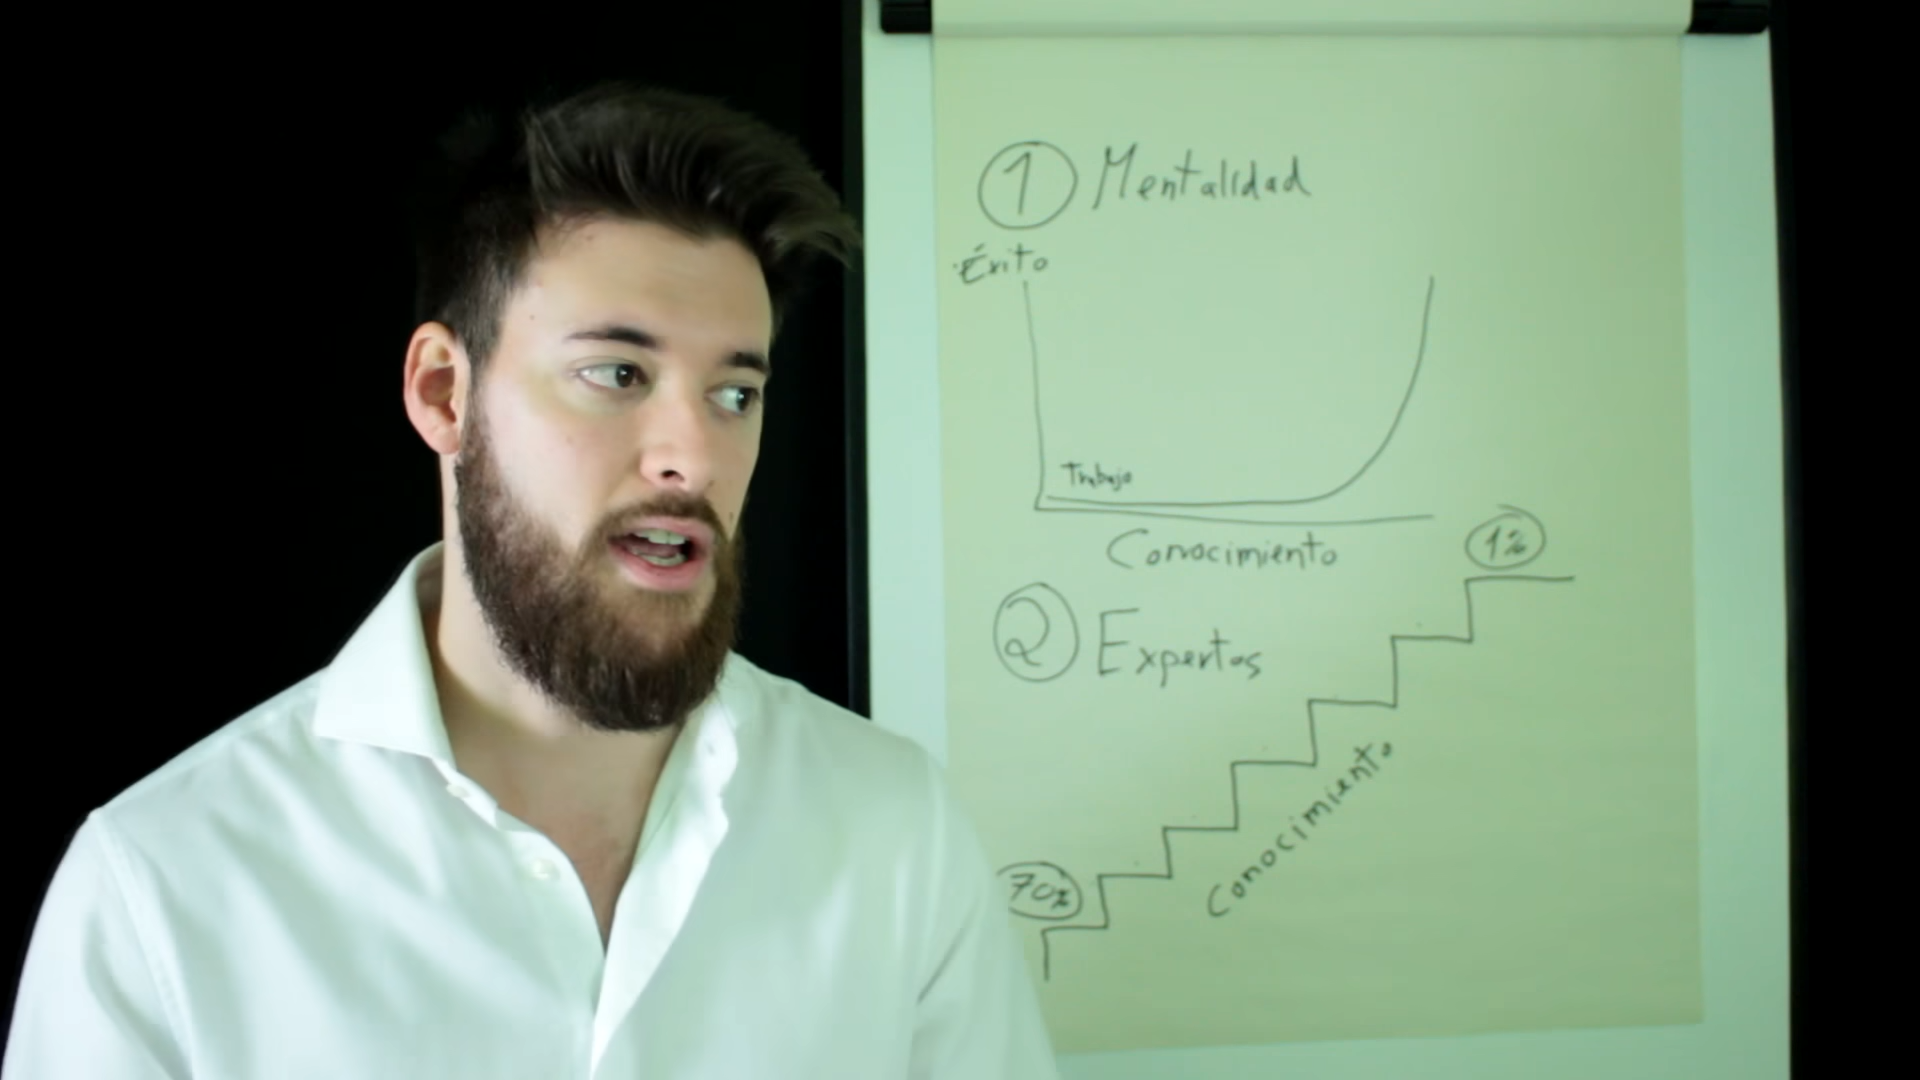 1 Mentalidad
Éxito
Trabajo
Conocimiento
1%
2 Expertos
Conocimiento
70%